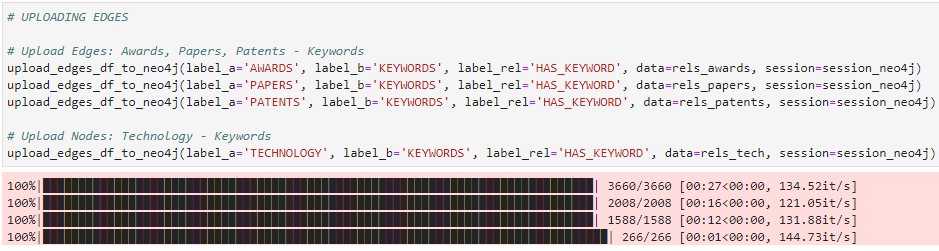 # UPLOADING EDGES
# Upload Edges: Awards, Papers, Patents - Keywords
upload_edges_df_to_neo4j(label_a='AWARDS', label_b='KEYWORDS', label_rel='HAS_KEYWORD', data=rels_awards, session=session_neo4j)
upload_edges_df_to_neo4j(label_a='PAPERS', label_b='KEYWORDS', label_rel='HAS_KEYWORD', data=rels_papers, session=session_neo4j)
upload_edges_df_to_neo4j(label_a='PATENTS', label_b='KEYWORDS', label_rel='HAS_KEYWORD', data=rels_patents, session=session_neo4j)
# Upload Nodes: Technology - Keywords
upload_edges_df_to_neo4j(label_a='TECHNOLOGY', label_b='KEYWORDS', label_rel='HAS_KEYWORD', data=rels_tech, session=session_neo4j)
100%| | 3660/3660 [00:27<00:00, 134.52it/s]
100%| | 2008/2008 [00:16<00:00, 121.05it/s]
100%| | 1588/1588 [00:12<00:00, 131.88it/s]
100%| | 266/266 [00:01<00:00, 144.73it/s]